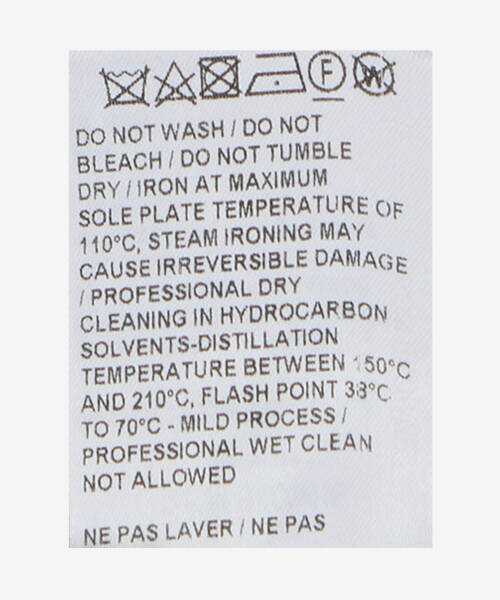 F W
DO NOT WASH / DO NOT
BLEACH / DO NOT TUMBLE
DRY / IRON AT MAXIMUM
SOLE PLATE TEMPERATURE OF
110°C, STEAM IRONING MAY
CAUSE IRREVERSIBLE DAMAGE
/ PROFESSIONAL DRY
CLEANING IN HYDROCARBON
SOLVENTS-DISTILLATION
TEMPERATURE BETWEEN 150°C
AND 210°C, FLASH POINT 38°C
TO 70°C - MILD PROCESS /
PROFESSIONAL WET CLEAN
NOT ALLOWED
NE PAS LAVER / NE PAS